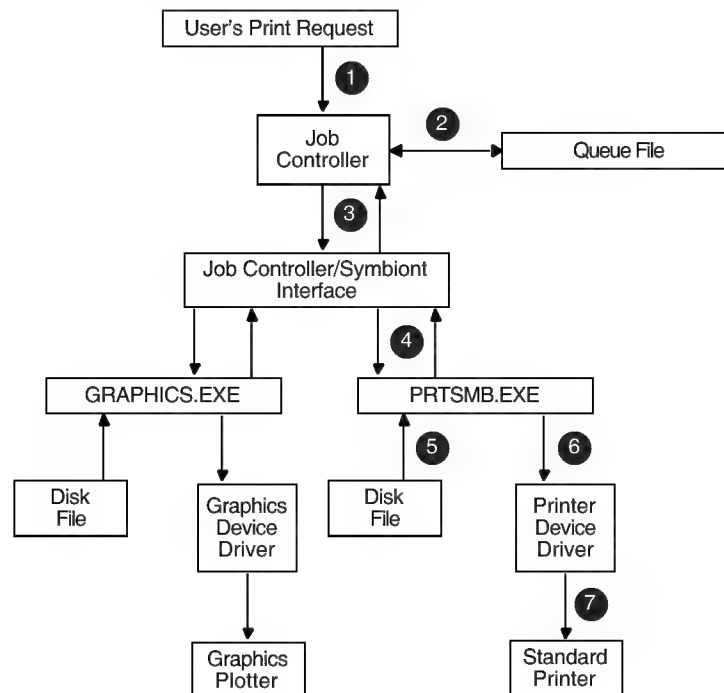 User's Print Request
1
Job
Controller
2
Queue File
3
Job Controller/Symbiont
Interface
4
GRAPHICS.EXE
PRTSMB.EXE
5
6
Disk
File
Graphics
Device
Driver
Disk
File
Printer
Device
Driver
7
Graphics
Plotter
Standard
Printer